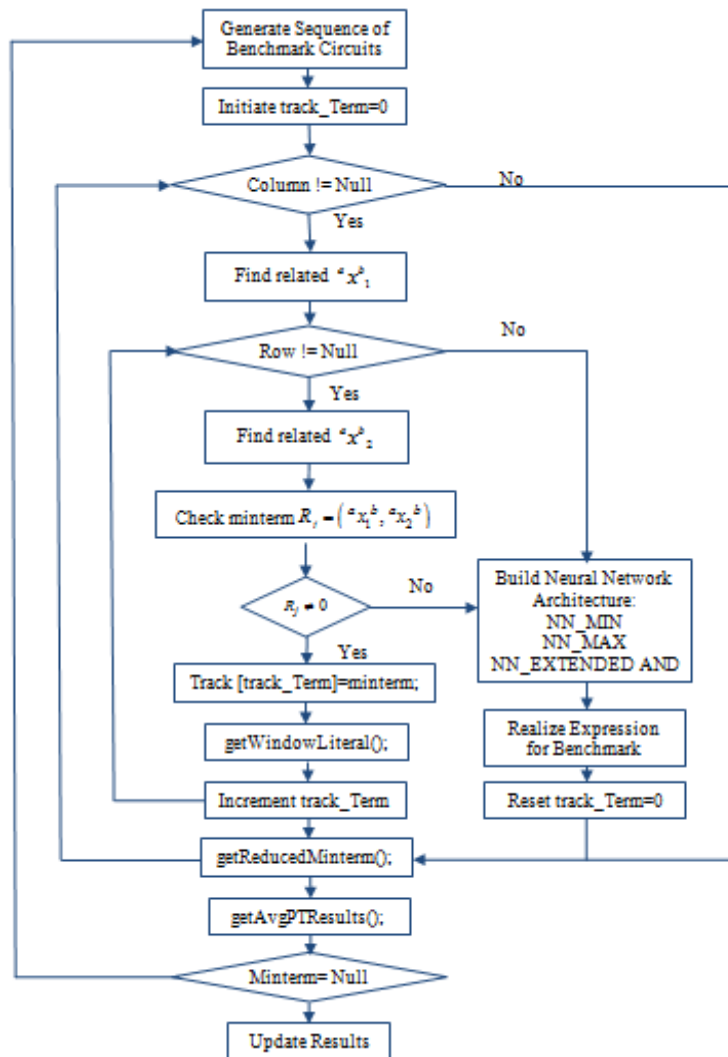 Generate Sequence of
Benchmark Circuits
Initiate track_Term=0
Column != Null
No
Yes
Find related ᵃxᵇ₁
Row != Null
No
Yes
Find related ᵃxᵇ₂
Check minterm R_j = (ᵃx₁ᵇ, ᵃx₂ᵇ)
R_j ≠ 0
No
Yes
Build Neural Network
Architecture:
NN_MIN
NN_MAX
NN_EXTENDED AND
Track [track_Term]=minterm;
getWindowLiteral();
Realize Expression
for Benchmark
Increment track_Term
Reset track_Term=0
getReducedMinterm();
getAvgPTResults();
Minterm= Null
Update Results